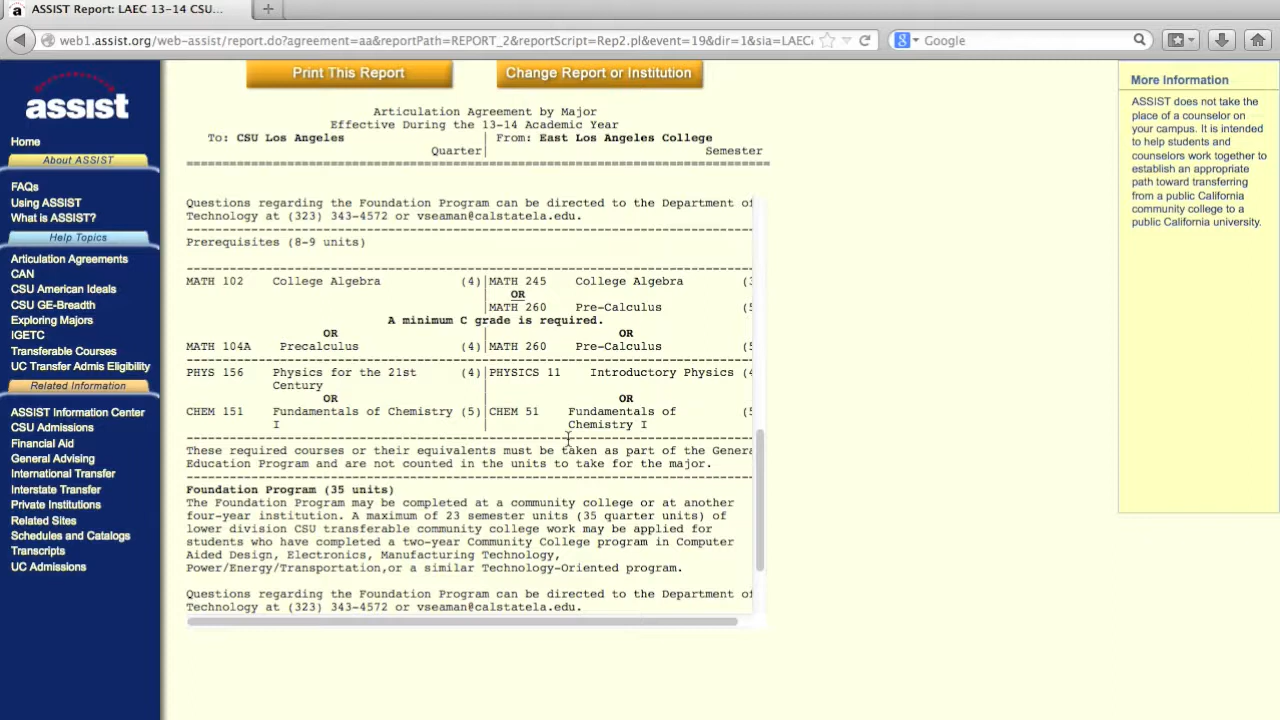 ASSIST Report: LAEC 13-14 CSU...
web1.assist.org/web-assist/report.do?agreement=aa&reportPath=REPORT_2&reportScript=Rep2.pl&event=19&dir=1&sia=LAEC
Google
assist
Home
About ASSIST
FAQs
Using ASSIST
What is ASSIST?
Help Topics
Articulation Agreements
CAN
CSU American Ideals
CSU GE-Breadth
Exploring Majors
IGETC
Transferable Courses
UC Transfer Admis Eligibility
Related Information
ASSIST Information Center
CSU Admissions
Financial Aid
General Advising
International Transfer
Interstate Transfer
Private Institutions
Related Sites
Schedules and Catalogs
Transcripts
UC Admissions
Print This Report Change Report or Institution
Articulation Agreement by Major
Effective During the 13-14 Academic Year
To: CSU Los Angeles | From: East Los Angeles College
Quarter| Semester
================================================================================
Questions regarding the Foundation Program can be directed to the Department of
Technology at (323) 343-4572 or vseaman@calstatela.edu.
--------------------------------------------------------------------------------
Prerequisites (8-9 units)
--------------------------------------------------------------------------------
MATH 102 College Algebra (4)|MATH 245 College Algebra (3
| OR
|MATH 260 Pre-Calculus (5
A minimum C grade is required.
OR | OR
MATH 104A Precalculus (4)|MATH 260 Pre-Calculus (5
--------------------------------------------------------------------------------
PHYS 156 Physics for the 21st (4)|PHYSICS 11 Introductory Physics (4
Century |
OR | OR
CHEM 151 Fundamentals of Chemistry (5)|CHEM 51 Fundamentals of (5
I | Chemistry I
--------------------------------------------------------------------------------
These required courses or their equivalents must be taken as part of the Genera
Education Program and are not counted in the units to take for the major.
--------------------------------------------------------------------------------
Foundation Program (35 units)
The Foundation Program may be completed at a community college or at another
four-year institution. A maximum of 23 semester units (35 quarter units) of
lower division CSU transferable community college work may be applied for
students who have completed a two-year Community College program in Computer
Aided Design, Electronics, Manufacturing Technology,
Power/Energy/Transportation,or a similar Technology-Oriented program.
Questions regarding the Foundation Program can be directed to the Department of
Technology at (323) 343-4572 or vseaman@calstatela.edu.
More Information
ASSIST does not take the
place of a counselor on
your campus. It is intended
to help students and
counselors work together to
establish an appropriate
path toward transferring
from a public California
community college to a
public California university.